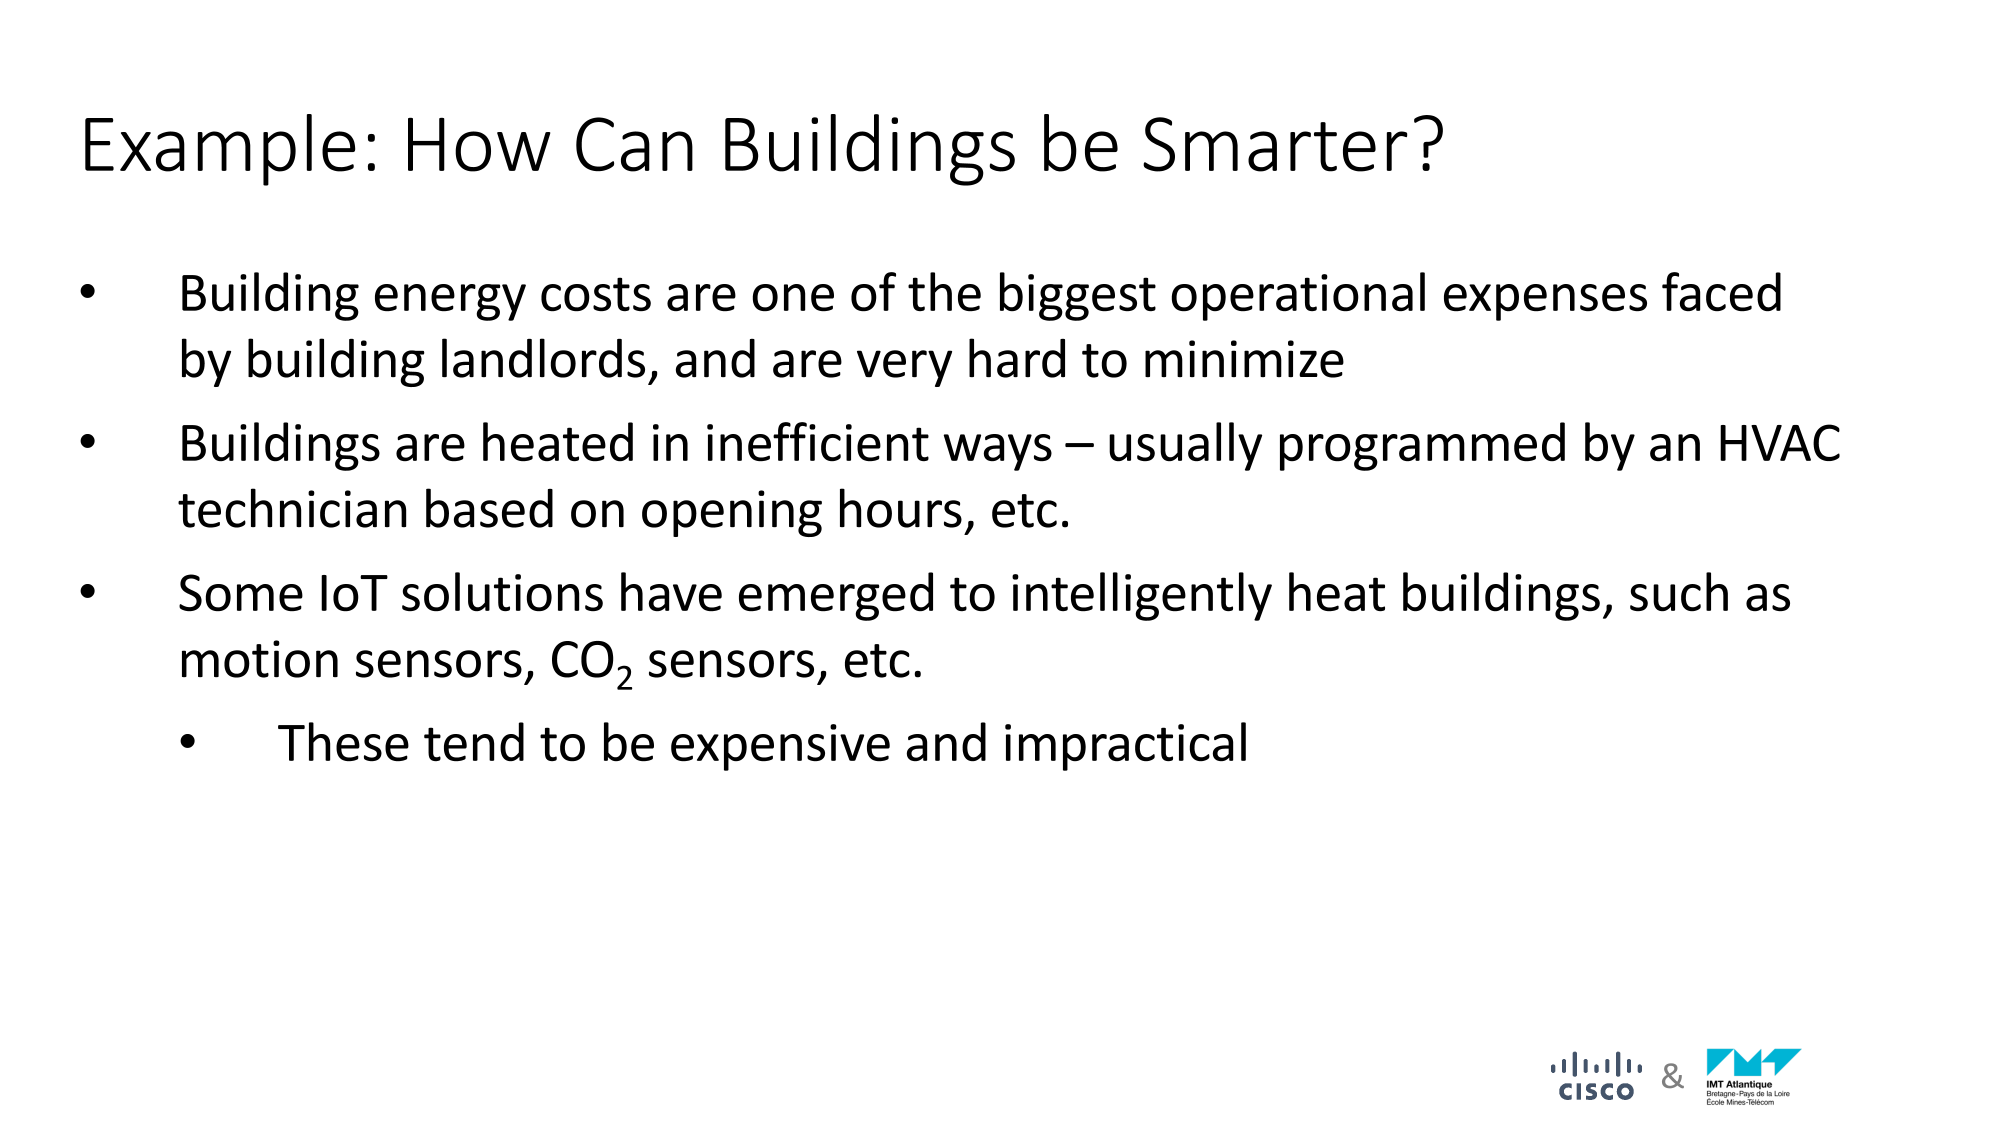 Example: How Can Buildings be Smarter?
• Building energy costs are one of the biggest operational expenses faced
by building landlords, and are very hard to minimize
• Buildings are heated in inefficient ways – usually programmed by an HVAC
technician based on opening hours, etc.
• Some IoT solutions have emerged to intelligently heat buildings, such as
motion sensors, CO₂ sensors, etc.
• These tend to be expensive and impractical
CISCO & IMT Atlantique
Bretagne-Pays de la Loire
École Mines-Télécom